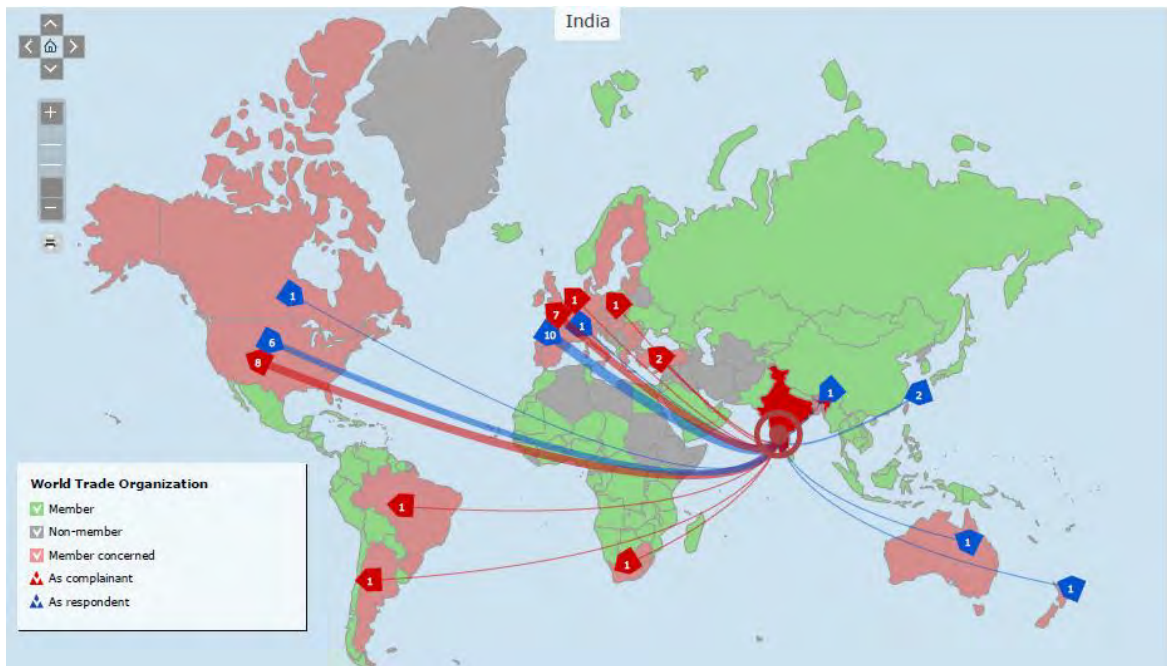 India
1
6
8
7
1
10
1
1
2
1
2
1
1
1
1
1
World Trade Organization
Member
Non-member
Member concerned
As complainant
As respondent